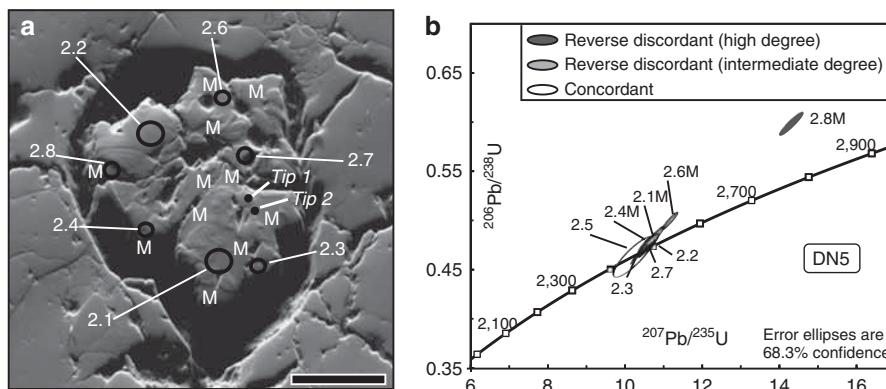 a
2.6
2.2
M
M
M
2.8
M
2.7
M
M
Tip 1
Tip 2
M
2.4
M
M
2.3
M
2.1
b
Reverse discordant (high degree)
Reverse discordant (intermediate degree)
Concordant
0.65
0.55
0.45
0.35
206Pb/238U
2.8M
2,900
2.6M
2,700
2.1M
2.4M
2.5
2.2
2.7
2.3
2,300
2,100
DN5
207Pb/235U
Error ellipses are
68.3% confidence
6 8 10 12 14 16